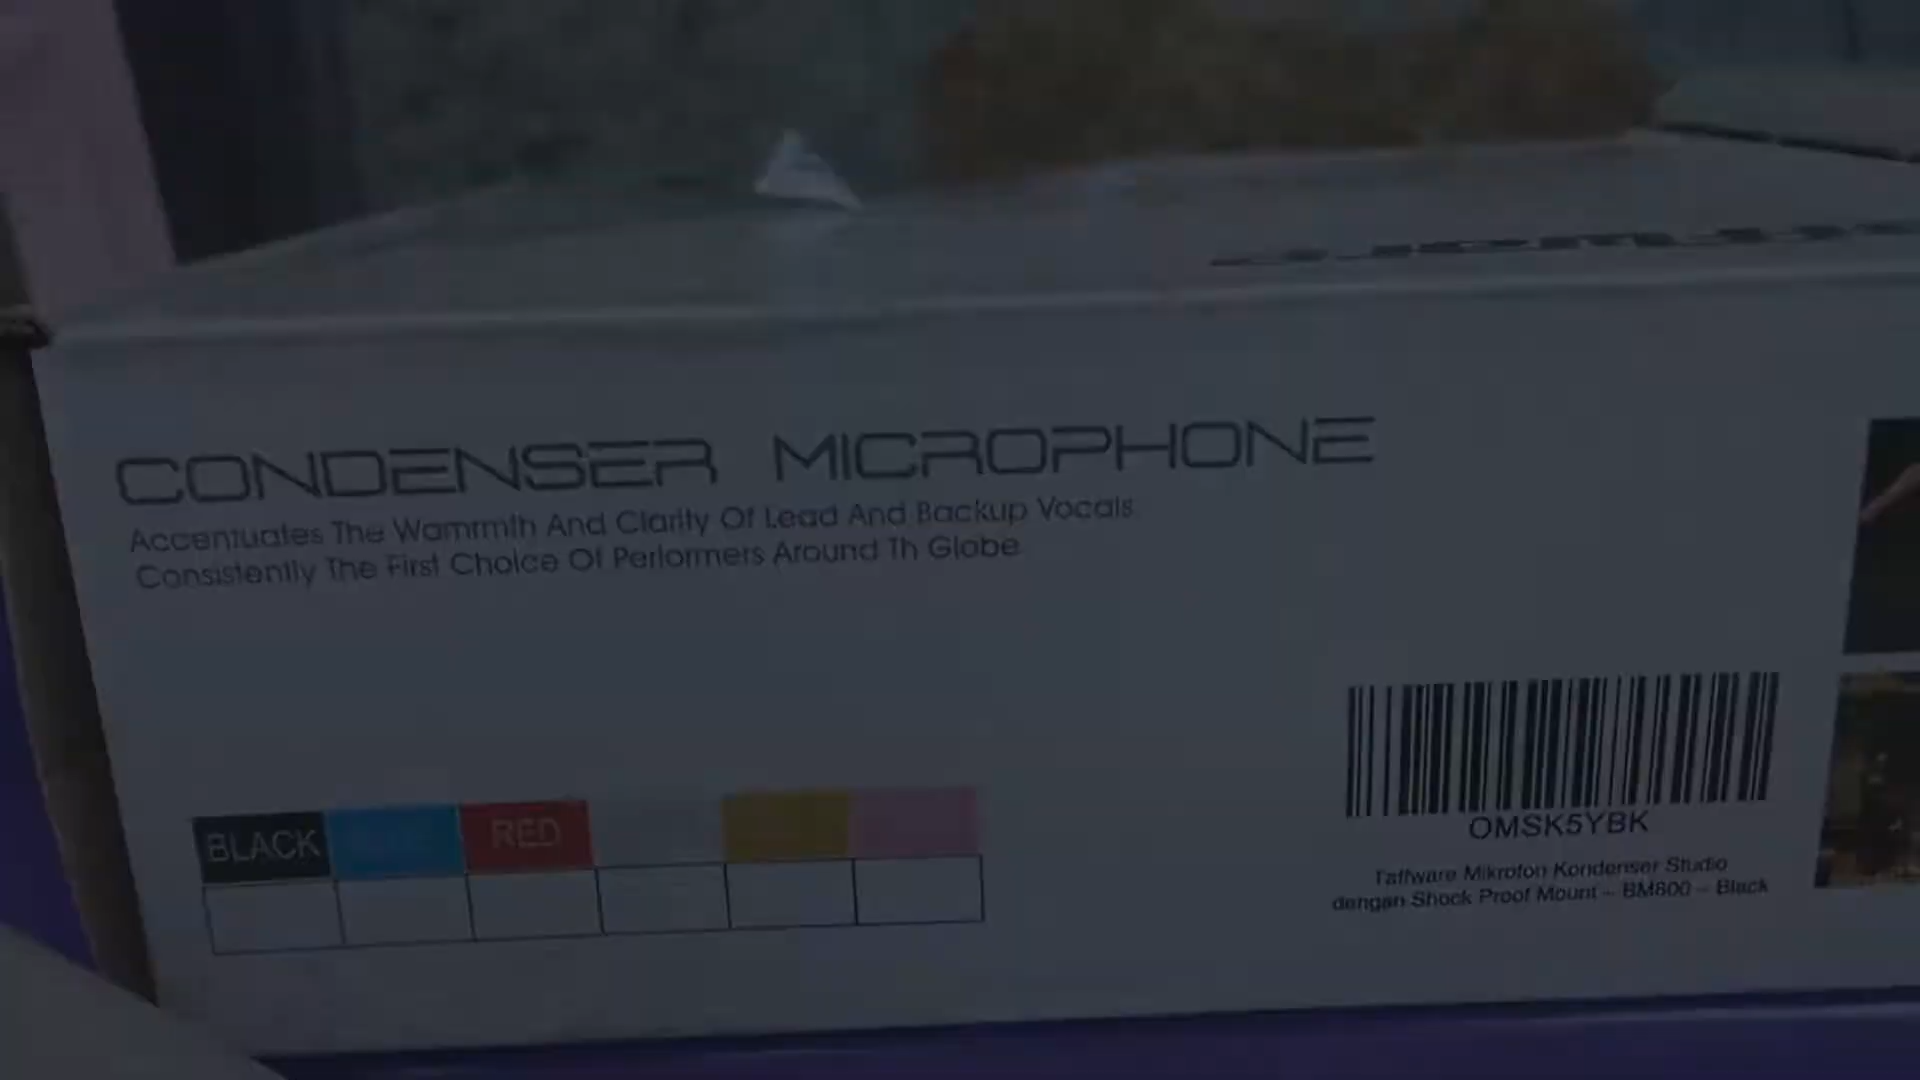 CONDENSER MICROPHONE
Accentuates The Wammth And Clarity Of Lead And Backup Vocals
Consistently The First Choice Of Performers Around Th Globe
BLACK
RED
OMSK5YBK
Taffware Mikrofon Kondenser Studio
dengan Shock Proof Mount – BM800 – Black